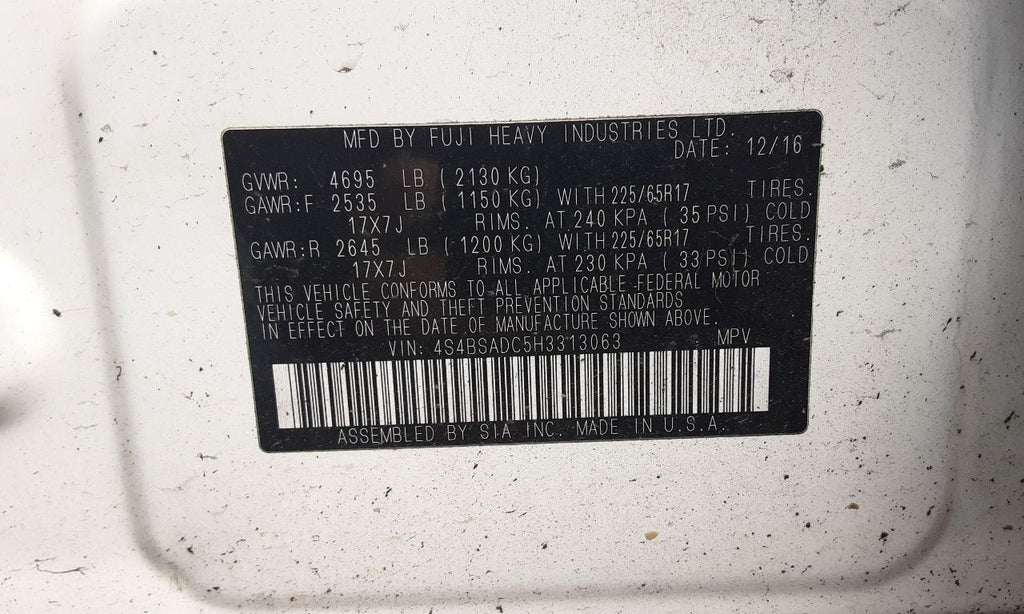 MFD BY FUJI HEAVY INDUSTRIES LTD.
DATE: 12/16
GVWR: 4695 LB ( 2130 KG)
GAWR:F 2535 LB ( 1150 KG) WITH 225/65R17 TIRES.
17X7J RIMS. AT 240 KPA ( 35 PSI) COLD
GAWR:R 2645 LB ( 1200 KG) WITH 225/65R17 TIRES.
17X7J RIMS. AT 230 KPA ( 33 PSI) COLD
THIS VEHICLE CONFORMS TO ALL APPLICABLE FEDERAL MOTOR
VEHICLE SAFETY AND THEFT PREVENTION STANDARDS
IN EFFECT ON THE DATE OF MANUFACTURE SHOWN ABOVE.
VIN: 4S4BSADC5H3313063 MPV
ASSEMBLED BY SIA INC. MADE IN U.S.A.